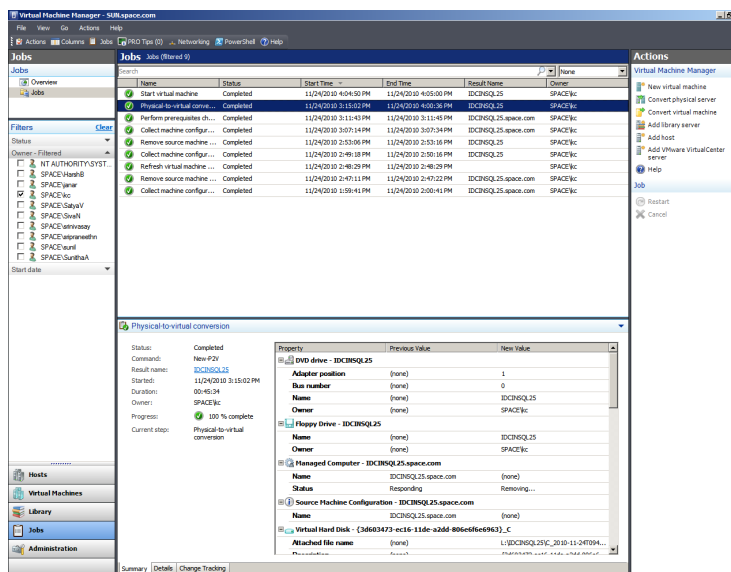 Virtual Machine Manager - SUN.space.com
File View Go Actions Help
Actions Columns Jobs PRO Tips (0) Networking PowerShell Help
Jobs
Jobs
Overview
Jobs
Filters Clear
Status
Owner - Filtered
NT AUTHORITY\SYST...
SPACE\HarshB
SPACE\janar
SPACE\kc
SPACE\SatyaV
SPACE\SivaN
SPACE\srinivasay
SPACE\sripraneethn
SPACE\sunil
SPACE\SunithaA
Start date
Hosts
Virtual Machines
Library
Jobs
Administration
Jobs Jobs (filtered 9)
Search None
Name Status Start Time End Time Result Name Owner
Start virtual machine Completed 11/24/2010 4:04:50 PM 11/24/2010 4:05:00 PM IDCINSQL25 SPACE\kc
Physical-to-virtual conve... Completed 11/24/2010 3:15:02 PM 11/24/2010 4:00:36 PM IDCINSQL25 SPACE\kc
Perform prerequisites ch... Completed 11/24/2010 3:11:43 PM 11/24/2010 3:11:45 PM IDCINSQL25.space.com SPACE\kc
Collect machine configur... Completed 11/24/2010 3:07:14 PM 11/24/2010 3:07:34 PM IDCINSQL25.space.com SPACE\kc
Remove source machine ... Completed 11/24/2010 2:53:06 PM 11/24/2010 2:53:16 PM IDCINSQL25 SPACE\kc
Collect machine configur... Completed 11/24/2010 2:49:18 PM 11/24/2010 2:50:16 PM IDCINSQL25 SPACE\kc
Refresh virtual machine ... Completed 11/24/2010 2:48:29 PM 11/24/2010 2:48:29 PM SPACE\kc
Remove source machine ... Completed 11/24/2010 2:47:11 PM 11/24/2010 2:47:22 PM IDCINSQL25.space.com SPACE\kc
Collect machine configur... Completed 11/24/2010 1:59:41 PM 11/24/2010 2:00:41 PM IDCINSQL25.space.com SPACE\kc
Physical-to-virtual conversion
Status: Completed
Command: New-P2V
Result name: IDCINSQL25
Started: 11/24/2010 3:15:02 PM
Duration: 00:45:34
Owner: SPACE\kc
Progress: 100 % complete
Current step: Physical-to-virtual
conversion
Property Previous Value New Value
DVD drive - IDCINSQL25
Adapter position (none) 1
Bus number (none) 0
Name (none) IDCINSQL25
Owner (none) SPACE\kc
Floppy Drive - IDCINSQL25
Name (none) IDCINSQL25
Owner (none) SPACE\kc
Managed Computer - IDCINSQL25.space.com
Name IDCINSQL25.space.com (none)
Status Responding Removing...
Source Machine Configuration - IDCINSQL25.space.com
Name IDCINSQL25.space.com (none)
Virtual Hard Disk - {3d603473-ec16-11de-a2dd-806e6f6e6963}_C
Attached file name (none) L:\IDCINSQL25\C_2010-11-24T094...
Summary Details Change Tracking
Actions
Virtual Machine Manager
New virtual machine
Convert physical server
Convert virtual machine
Add library server
Add host
Add VMware VirtualCenter
server
Help
Job
Restart
Cancel